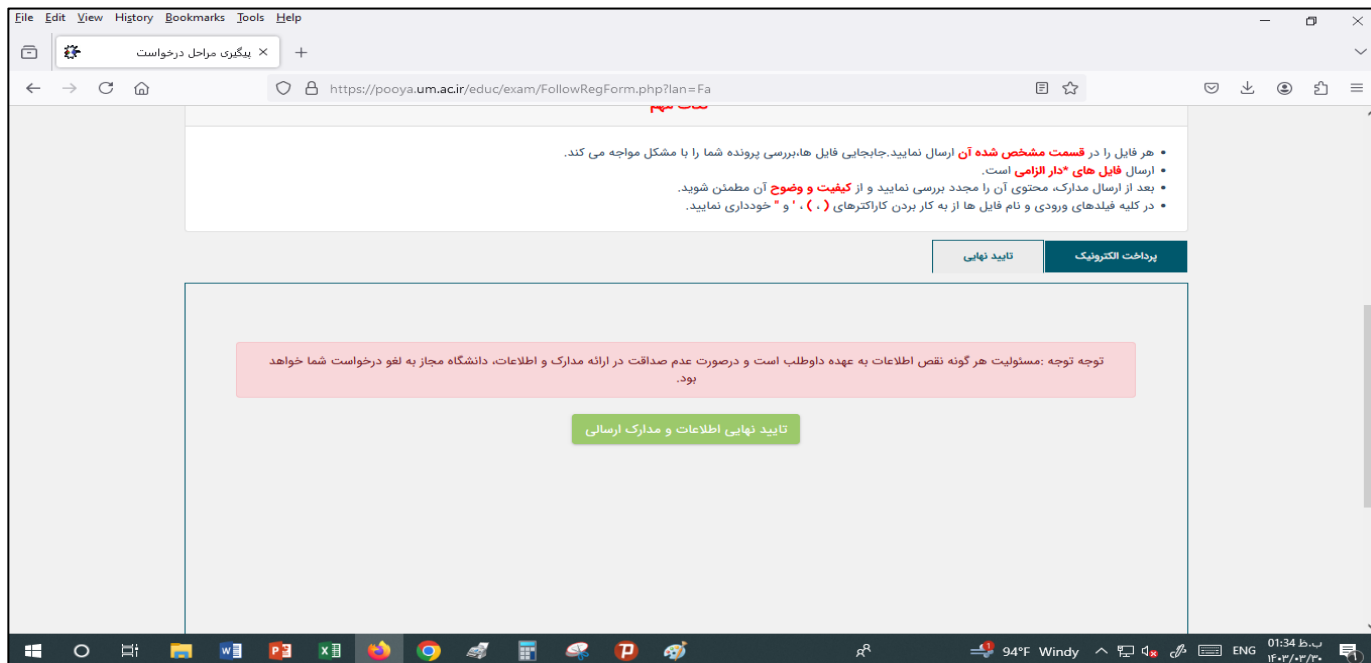 File Edit View History Bookmarks Tools Help
پیگیری مراحل درخواست
https://pooya.um.ac.ir/educ/exam/FollowRegForm.php?lan=Fa
نکات مهم
• هر فایل را در قسمت مشخص شده آن ارسال نمایید.جابجایی فایل ها،بررسی پرونده شما را با مشکل مواجه می کند.
• ارسال فایل های *دار الزامی است.
• بعد از ارسال مدارک، محتوی آن را مجدد بررسی نمایید و از کیفیت و وضوح آن مطمئن شوید.
• در کلیه فیلدهای ورودی و نام فایل ها از به کار بردن کاراکترهای ( ، ) ، ' و " خودداری نمایید.
پرداخت الکترونیک
تایید نهایی
توجه توجه :مسئولیت هر گونه نقص اطلاعات به عهده داوطلب است و درصورت عدم صداقت در ارائه مدارک و اطلاعات، دانشگاه مجاز به لغو درخواست شما خواهد
بود.
تایید نهایی اطلاعات و مدارک ارسالی
94°F Windy
ENG
01:34 ب.ظ
۱۴۰۳/۰۳/۳۰